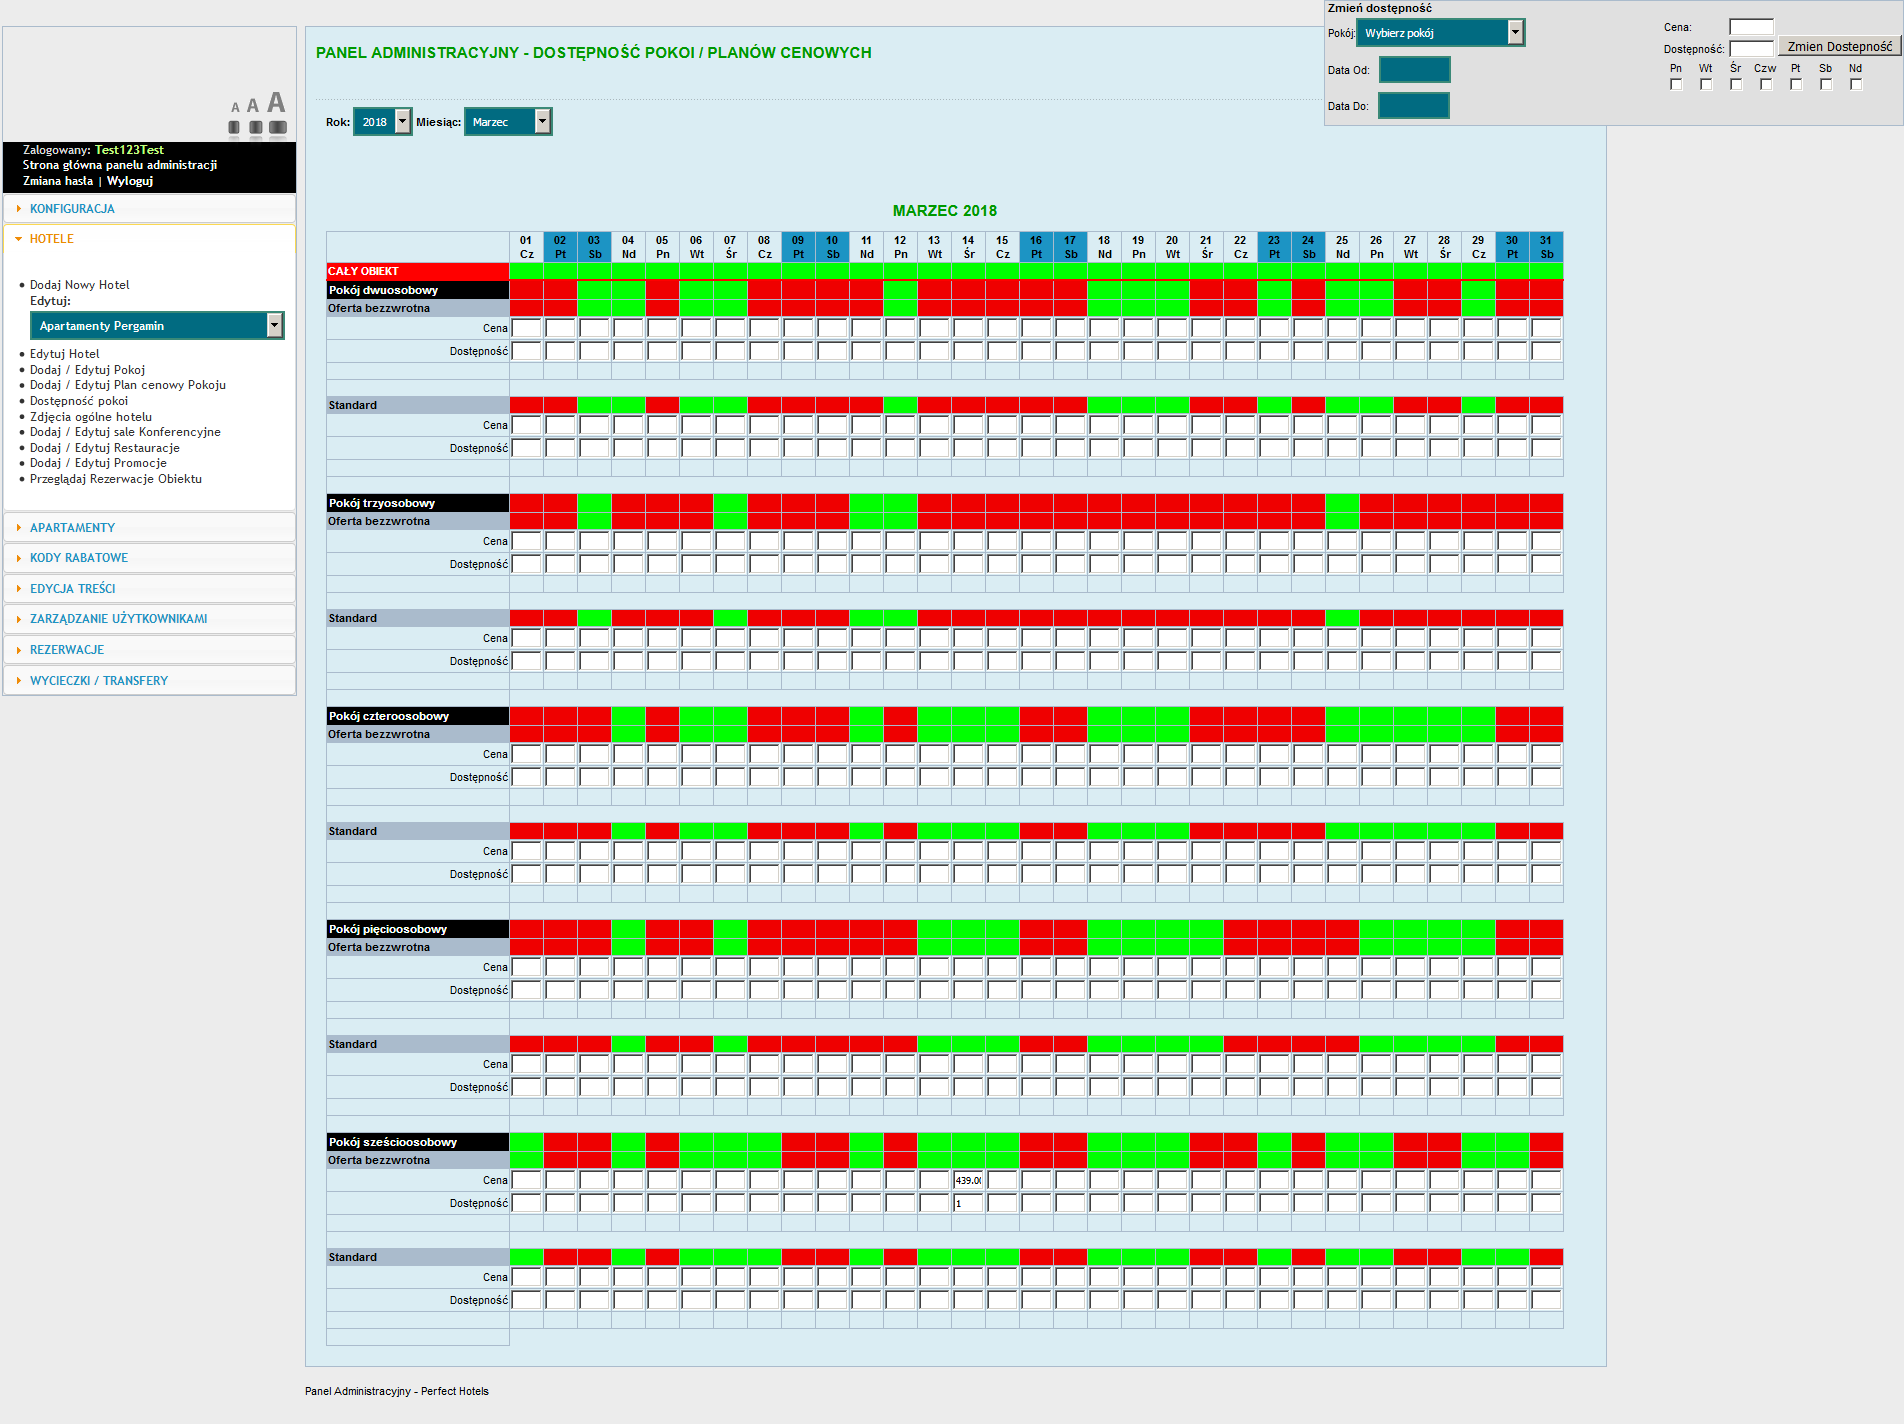 Zmień dostępność
Pokój: Wybierz pokój
Cena:
Dostępność: Zmien Dostepność
Data Od:
Pn Wt Śr Czw Pt Sb Nd
Data Do:
PANEL ADMINISTRACYJNY - DOSTĘPNOŚĆ POKOI / PLANÓW CENOWYCH
Rok: 2018 Miesiąc: Marzec
A A A
Zalogowany: Test123Test
Strona główna panelu administracji
Zmiana hasła | Wyloguj
KONFIGURACJA
HOTELE
Dodaj Nowy Hotel
Edytuj:
Apartamenty Pergamin
Edytuj Hotel
Dodaj / Edytuj Pokoj
Dodaj / Edytuj Plan cenowy Pokoju
Dostępność pokoi
Zdjęcia ogólne hotelu
Dodaj / Edytuj sale Konferencyjne
Dodaj / Edytuj Restauracje
Dodaj / Edytuj Promocje
Przeglądaj Rezerwacje Obiektu
APARTAMENTY
KODY RABATOWE
EDYCJA TREŚCI
ZARZĄDZANIE UŻYTKOWNIKAMI
REZERWACJE
WYCIECZKI / TRANSFERY
MARZEC 2018
01 02 03 04 05 06 07 08 09 10 11 12 13 14 15 16 17 18 19 20 21 22 23 24 25 26 27 28 29 30 31
Cz Pt Sb Nd Pn Wt Śr Cz Pt Sb Nd Pn Wt Śr Cz Pt Sb Nd Pn Wt Śr Cz Pt Sb Nd Pn Wt Śr Cz Pt Sb
CAŁY OBIEKT
Pokój dwuosobowy
Oferta bezzwrotna
Cena
Dostępność
Standard
Cena
Dostępność
Pokój trzyosobowy
Oferta bezzwrotna
Cena
Dostępność
Standard
Cena
Dostępność
Pokój czteroosobowy
Oferta bezzwrotna
Cena
Dostępność
Standard
Cena
Dostępność
Pokój pięcioosobowy
Oferta bezzwrotna
Cena
Dostępność
Standard
Cena
Dostępność
Pokój sześcioosobowy
Oferta bezzwrotna
Cena 439.00
Dostępność 1
Standard
Cena
Dostępność
Panel Administracyjny - Perfect Hotels